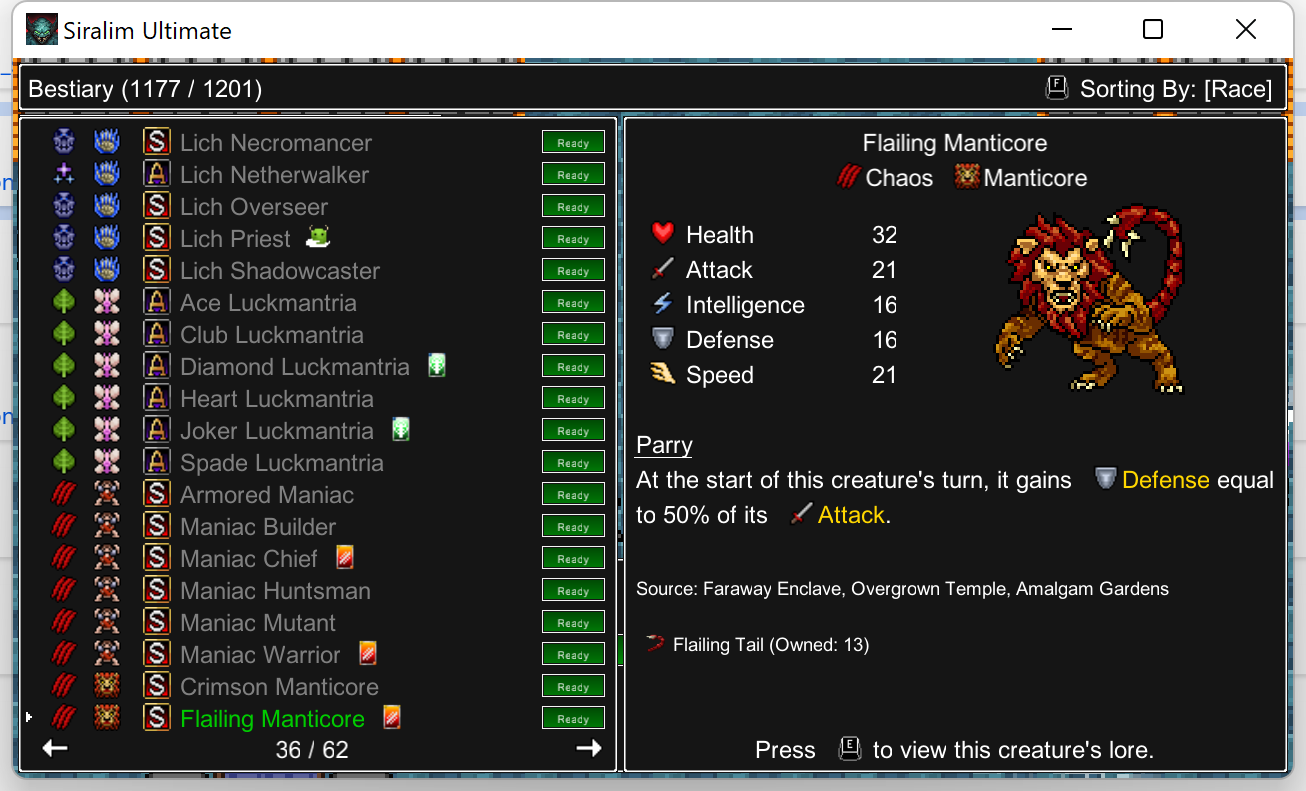 Siralim Ultimate
Bestiary (1177 / 1201)
F Sorting By: [Race]
S Lich Necromancer Ready
A Lich Netherwalker Ready
S Lich Overseer Ready
S Lich Priest Ready
S Lich Shadowcaster Ready
A Ace Luckmantria Ready
A Club Luckmantria Ready
A Diamond Luckmantria Ready
A Heart Luckmantria Ready
A Joker Luckmantria Ready
A Spade Luckmantria Ready
S Armored Maniac Ready
S Maniac Builder Ready
S Maniac Chief Ready
S Maniac Huntsman Ready
S Maniac Mutant Ready
S Maniac Warrior Ready
S Crimson Manticore Ready
S Flailing Manticore Ready
36 / 62
Flailing Manticore
Chaos Manticore
Health 32
Attack 21
Intelligence 16
Defense 16
Speed 21
Parry
At the start of this creature's turn, it gains Defense equal
to 50% of its Attack.
Source: Faraway Enclave, Overgrown Temple, Amalgam Gardens
Flailing Tail (Owned: 13)
Press E to view this creature's lore.